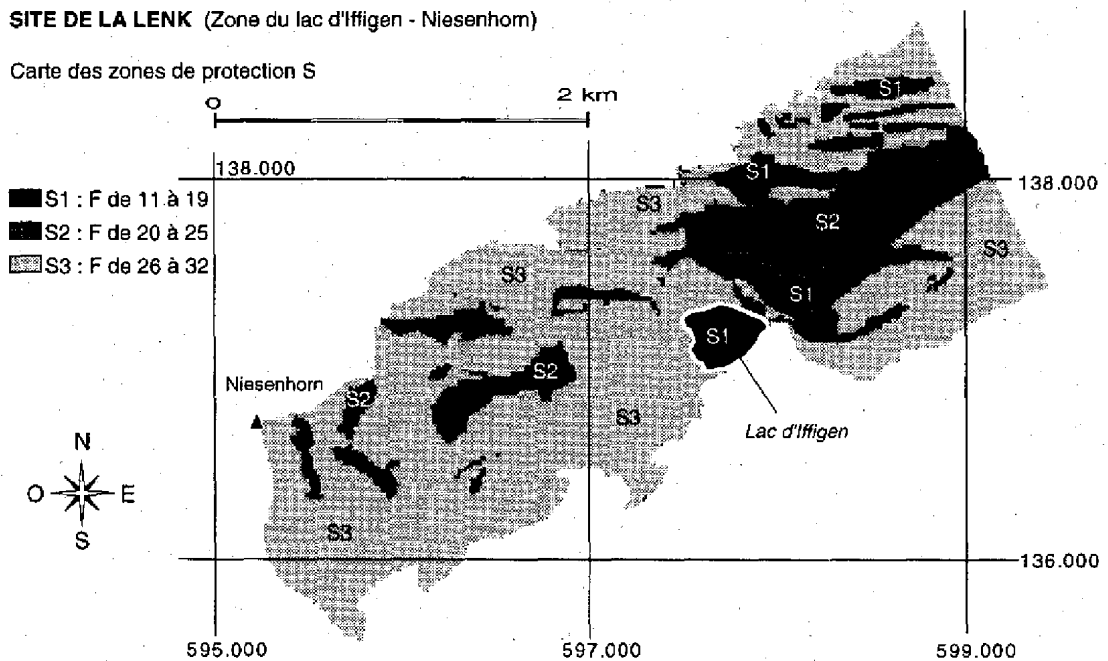 SITE DE LA LENK (Zone du lac d'Iffigen - Niesenhorn)
Carte des zones de protection S
0 2 km
138.000
138.000
S1 : F de 11 à 19
S2 : F de 20 à 25
S3 : F de 26 à 32
S1
S1
S3
S2
S3
S3
S1
S1
S2
Niesenhorn
S2
S3
Lac d'Iffigen
N
O E
S
S3
136.000
595.000 597.000 599.000